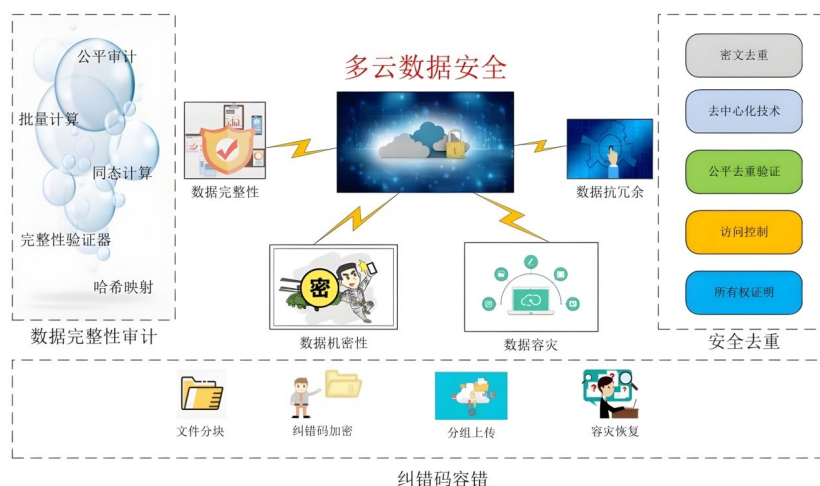 多云数据安全
公平审计
批量计算
同态计算
完整性验证器
哈希映射
数据完整性审计
数据完整性
数据抗冗余
密
数据机密性
数据容灾
密文去重
去中心化技术
公平去重验证
访问控制
所有权证明
安全去重
文件分块
纠错码加密
分组上传
容灾恢复
纠错码容错